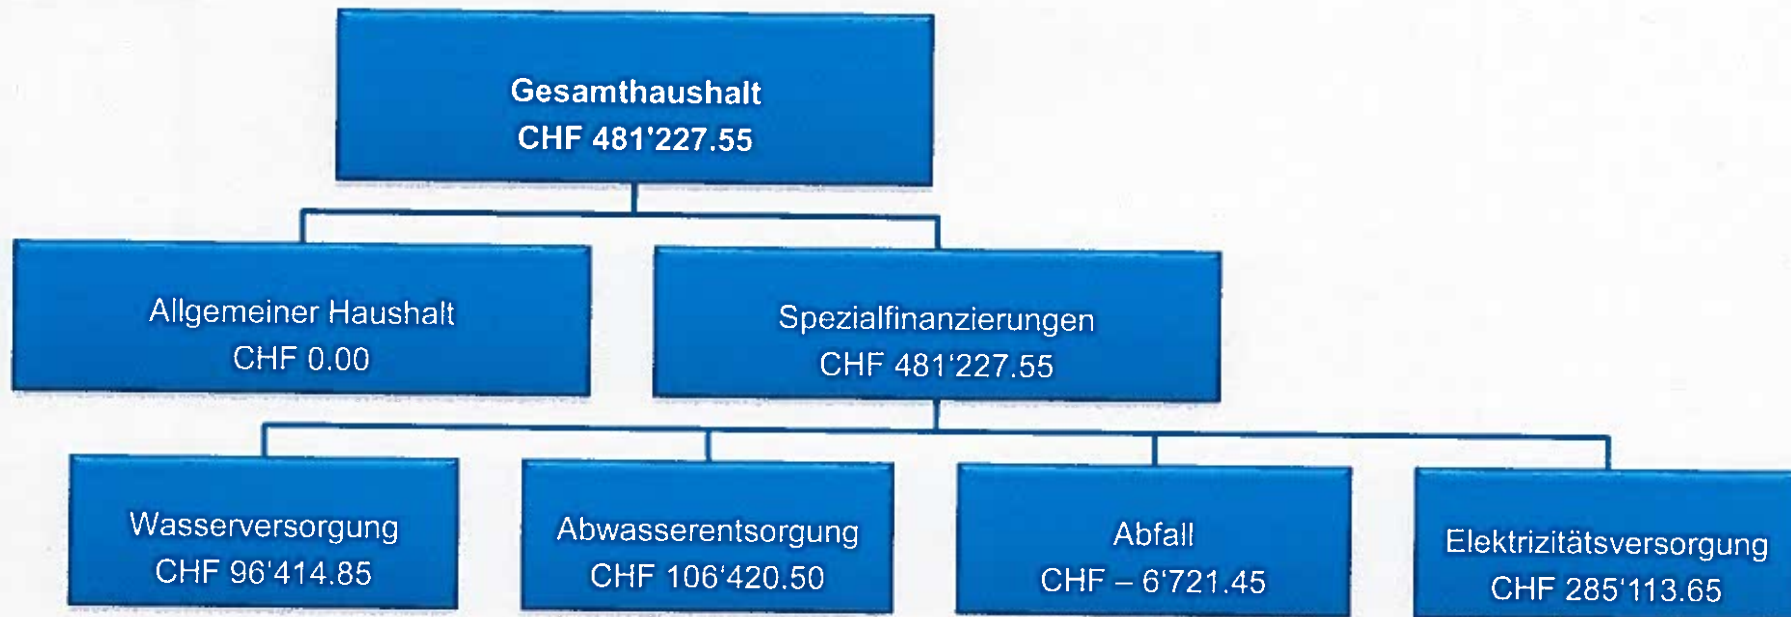 Gesamthaushalt
CHF 481'227.55
Allgemeiner Haushalt
CHF 0.00
Spezialfinanzierungen
CHF 481'227.55
Wasserversorgung
CHF 96'414.85
Abwasserentsorgung
CHF 106'420.50
Abfall
CHF – 6'721.45
Elektrizitätsversorgung
CHF 285'113.65